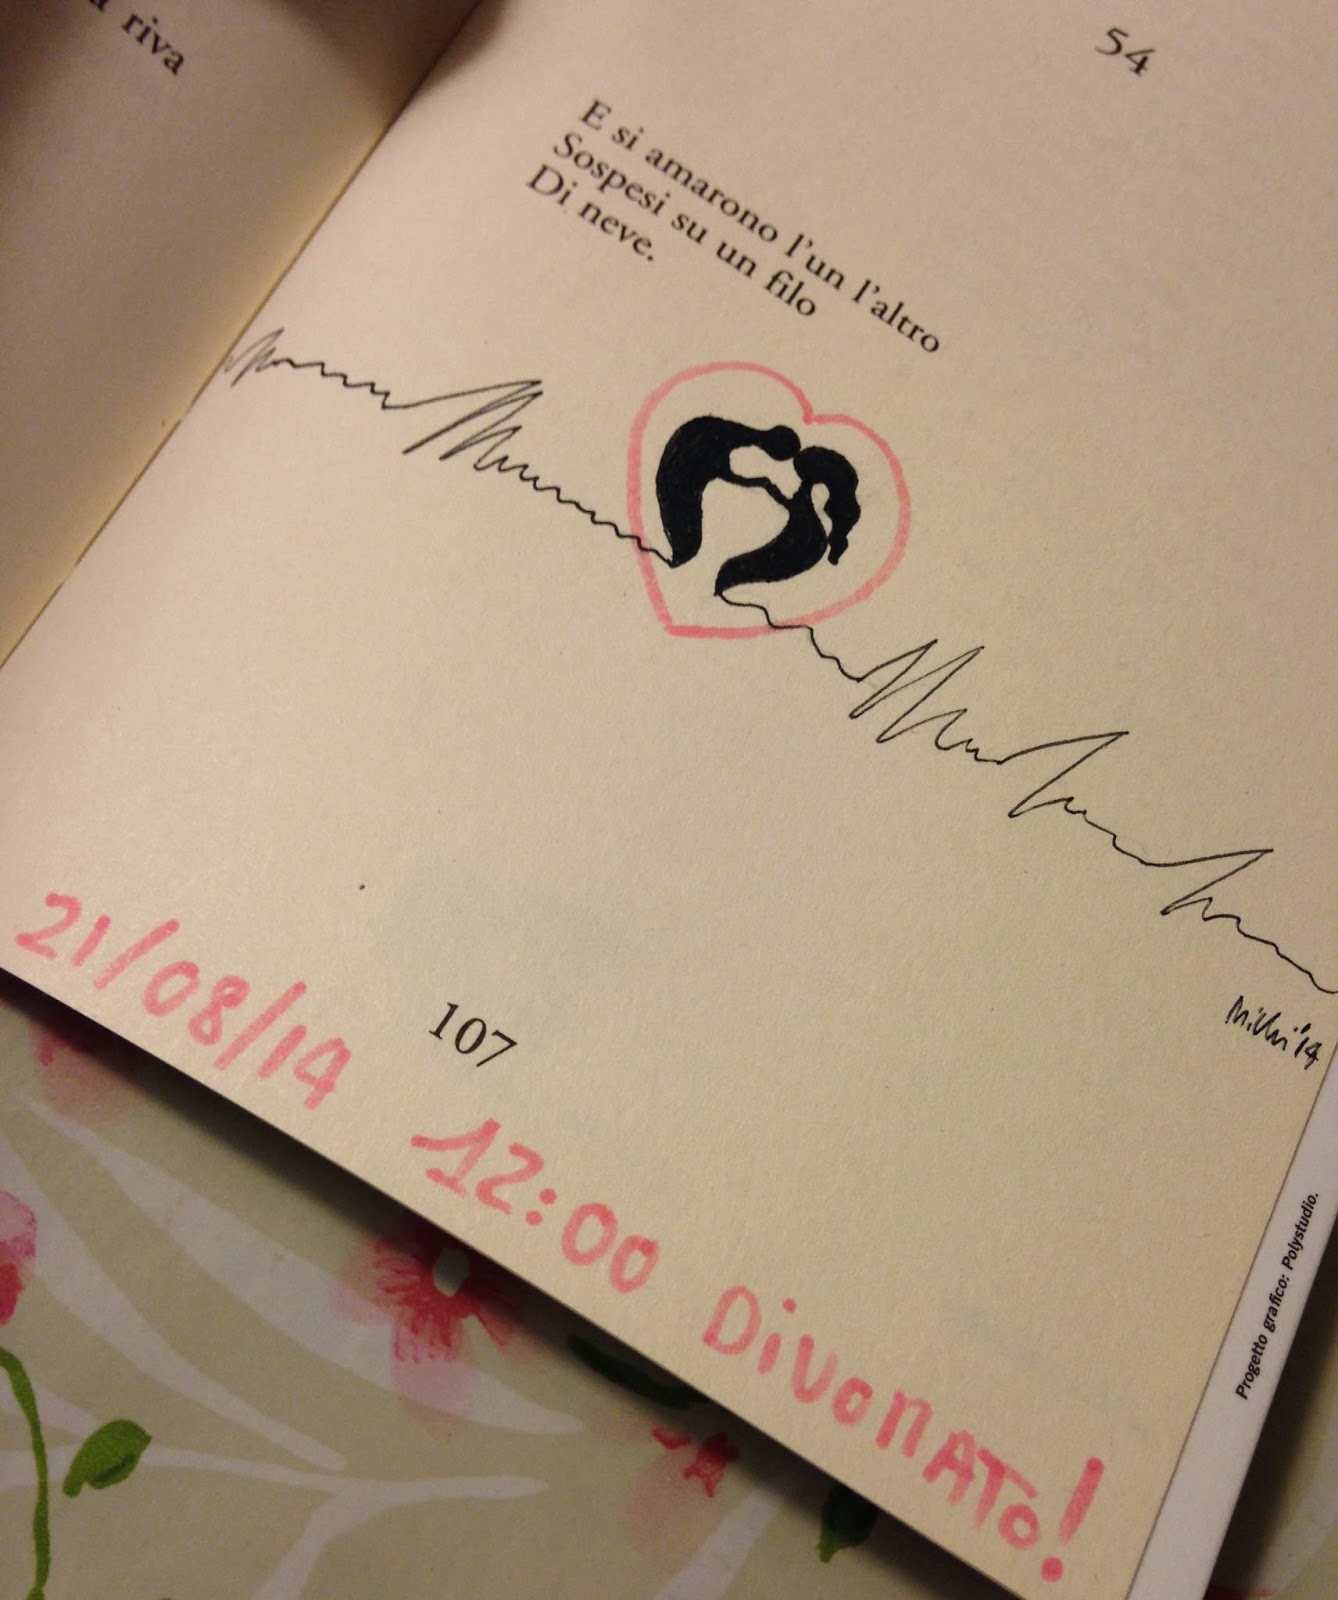 riva
54
E si amarono l'un l'altro
Sospesi su un filo
Di neve.
107
21/08/14 12:00 DiVoNATo!
Progetto grafico: Polystudio.